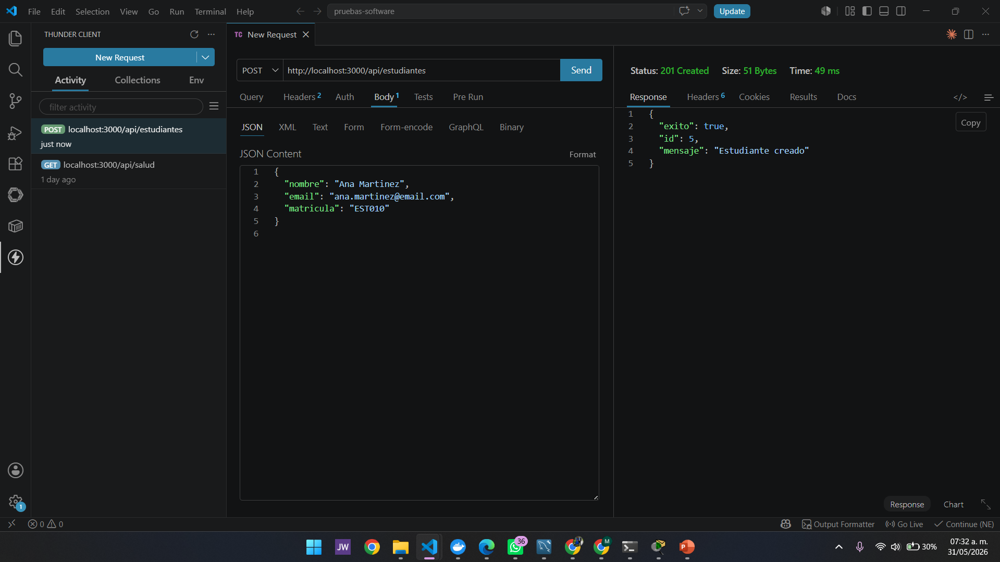 File Edit Selection View Go Run Terminal Help
pruebas-software
Update
THUNDER CLIENT
New Request
Activity Collections Env
filter activity
POST localhost:3000/api/estudiantes
just now
GET localhost:3000/api/salud
1 day ago
TC New Request
POST http://localhost:3000/api/estudiantes Send
Query Headers 2 Auth Body 1 Tests Pre Run
JSON XML Text Form Form-encode GraphQL Binary
JSON Content Format
1 {
2 "nombre": "Ana Martinez",
3 "email": "ana.martinez@email.com",
4 "matricula": "EST010"
5 }
6
Status: 201 Created Size: 51 Bytes Time: 49 ms
Response Headers 6 Cookies Results Docs </>
Copy
1 {
2 "exito": true,
3 "id": 5,
4 "mensaje": "Estudiante creado"
5 }
Response Chart
1
0 0
Output Formatter Go Live Continue (NE)
JW
36
M
P
30%
07:32 a. m.
31/05/2026